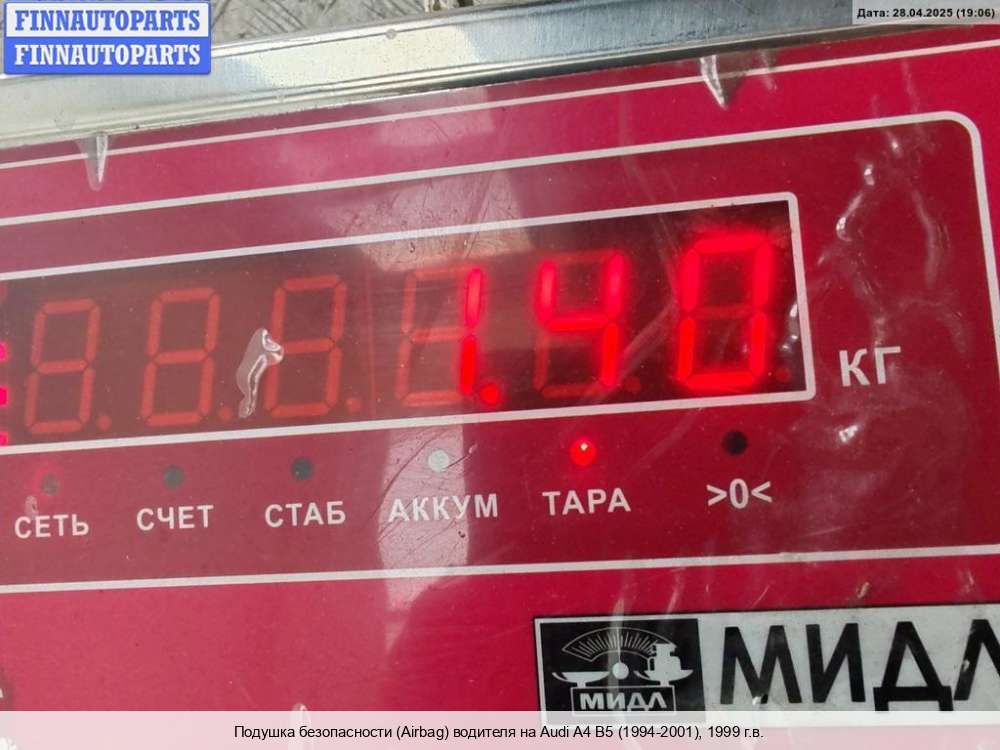 FINNAUTOPARTS
FINNAUTOPARTS
Дата: 28.04.2025 (19:06)
1.40
КГ
СЕТЬ СЧЕТ СТАБ АККУМ ТАРА >0<
МИДЛ
МИДЛ
Подушка безопасности (Airbag) водителя на Audi A4 B5 (1994-2001), 1999 г.в.